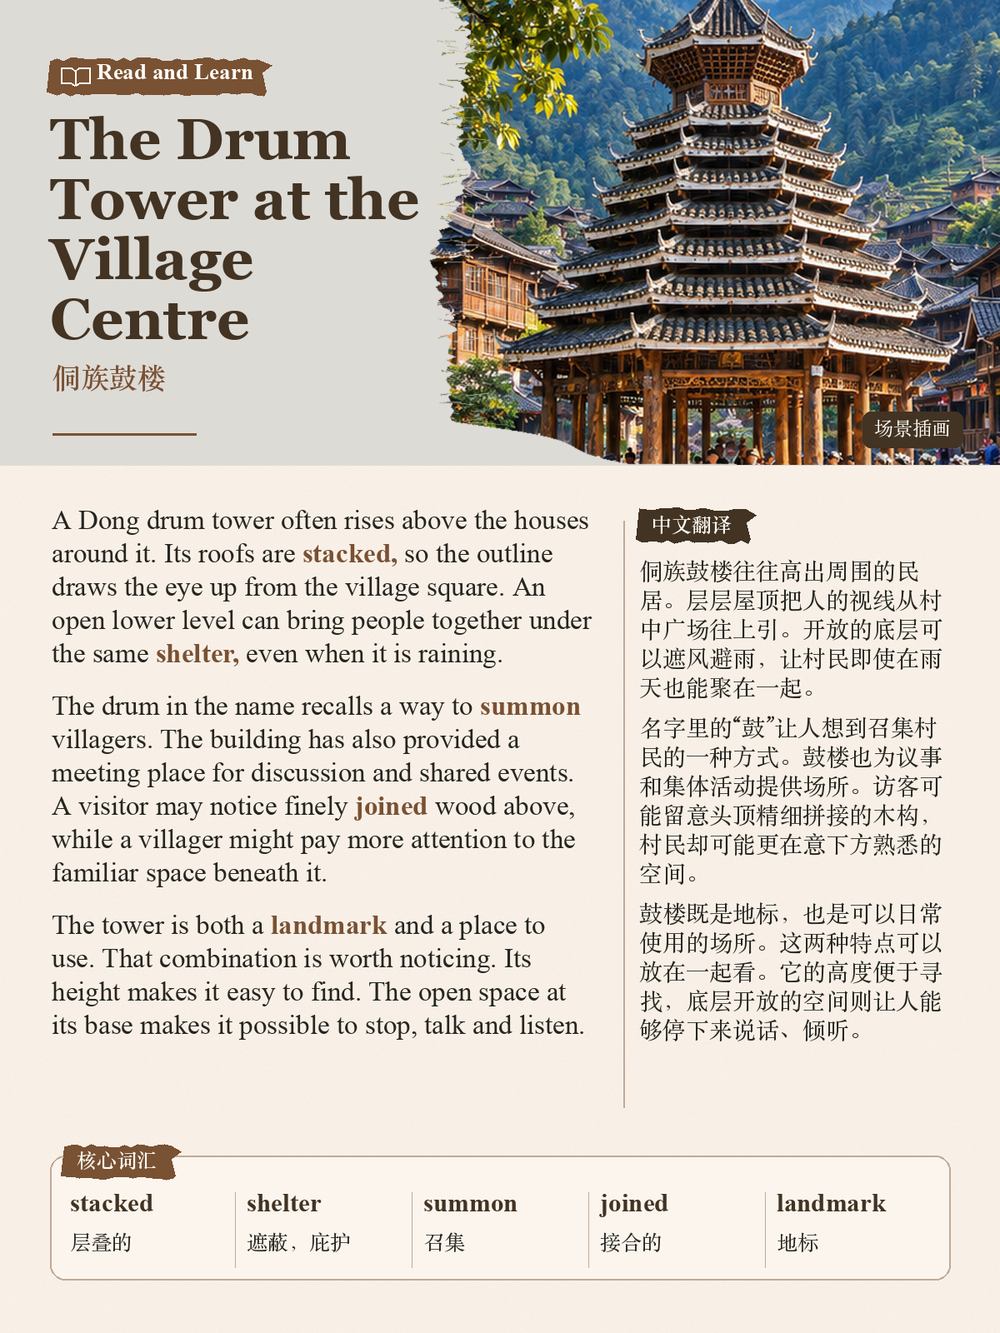 Read and Learn
The Drum
Tower at the
Village
Centre
侗族鼓楼
场景插画
A Dong drum tower often rises above the houses
around it. Its roofs are stacked, so the outline
draws the eye up from the village square. An
open lower level can bring people together under
the same shelter, even when it is raining.
The drum in the name recalls a way to summon
villagers. The building has also provided a
meeting place for discussion and shared events.
A visitor may notice finely joined wood above,
while a villager might pay more attention to the
familiar space beneath it.
The tower is both a landmark and a place to
use. That combination is worth noticing. Its
height makes it easy to find. The open space at
its base makes it possible to stop, talk and listen.
中文翻译
侗族鼓楼往往高出周围的民
居。层层屋顶把人的视线从村
中广场往上引。开放的底层可
以遮风避雨，让村民即使在雨
天也能聚在一起。
名字里的“鼓”让人想到召集村
民的一种方式。鼓楼也为议事
和集体活动提供场所。访客可
能留意头顶精细拼接的木构，
村民却可能更在意下方熟悉的
空间。
鼓楼既是地标，也是可以日常
使用的场所。这两种特点可以
放在一起看。它的高度便于寻
找，底层开放的空间则让人能
够停下来说话、倾听。
核心词汇
stacked
层叠的
shelter
遮蔽，庇护
summon
召集
joined
接合的
landmark
地标